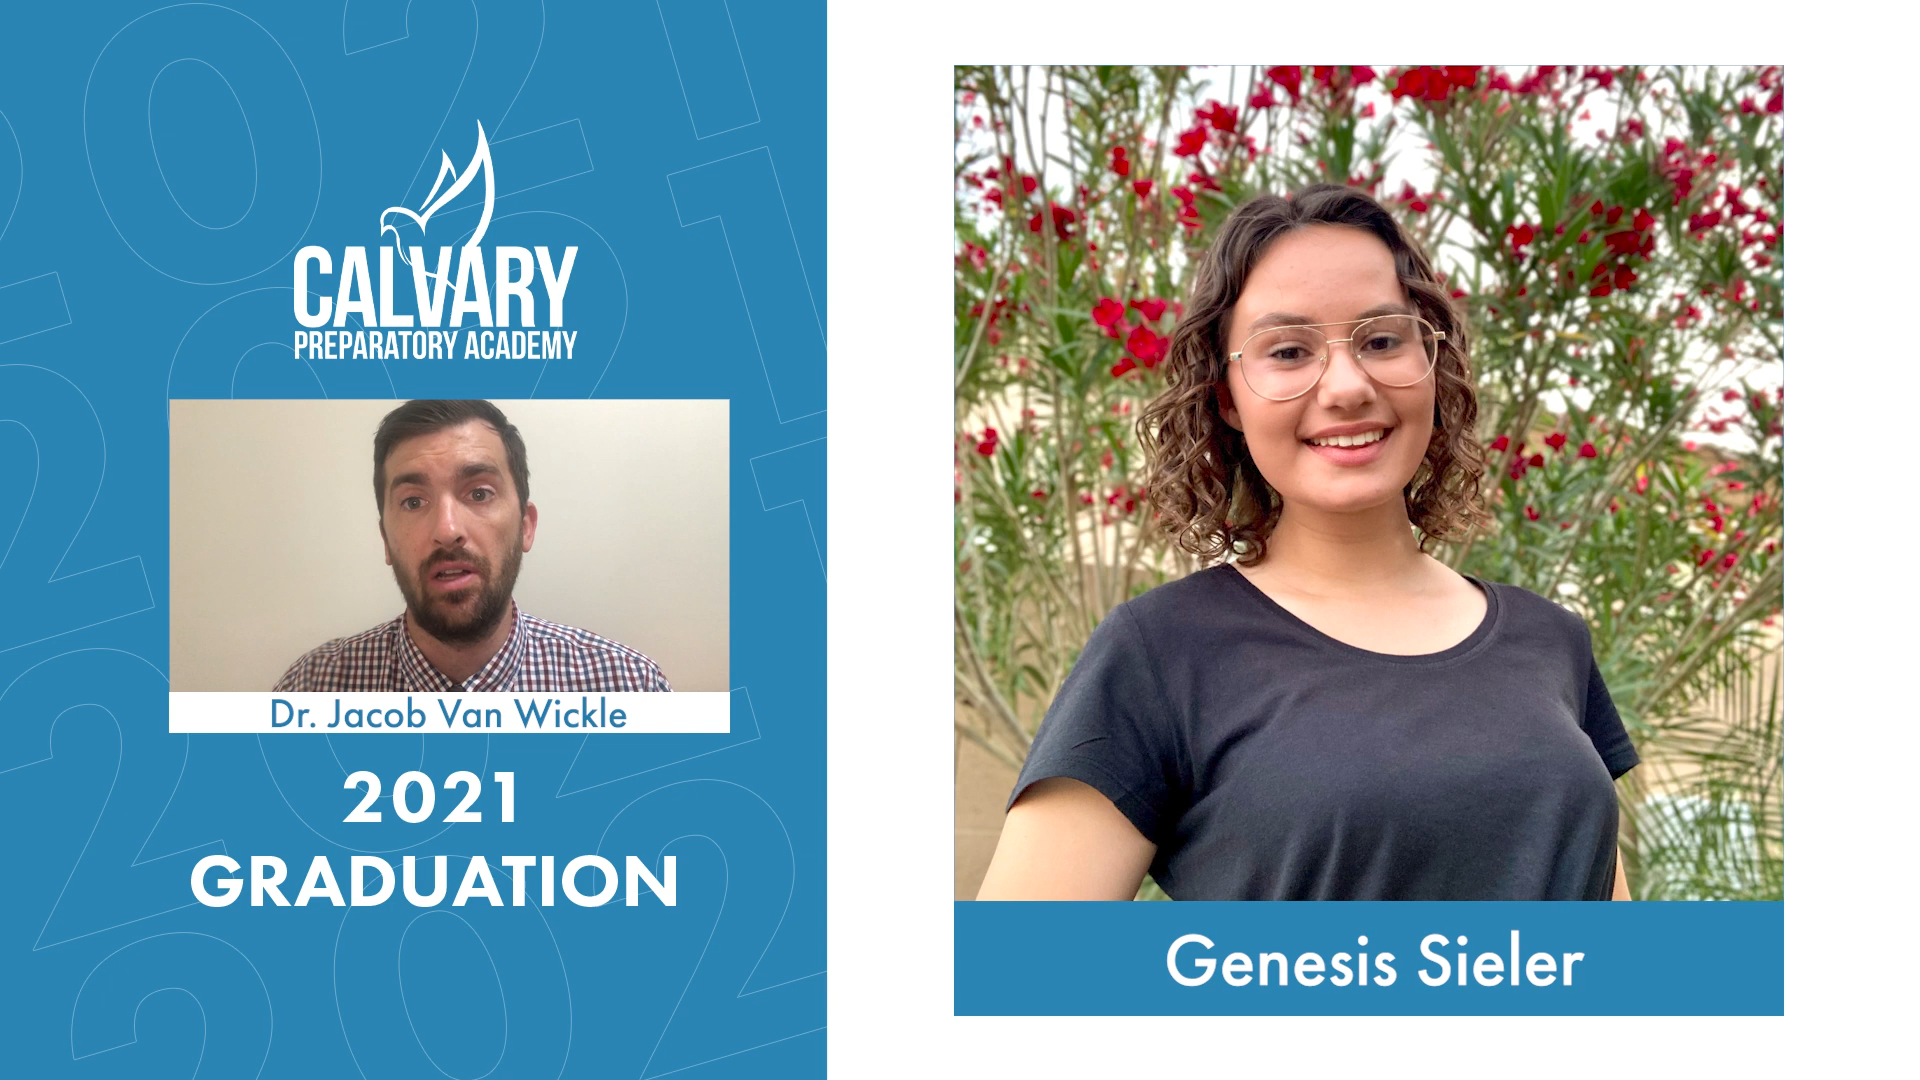 CALVARY
PREPARATORY ACADEMY
Dr. Jacob Van Wickle
2021
GRADUATION
Genesis Sieler